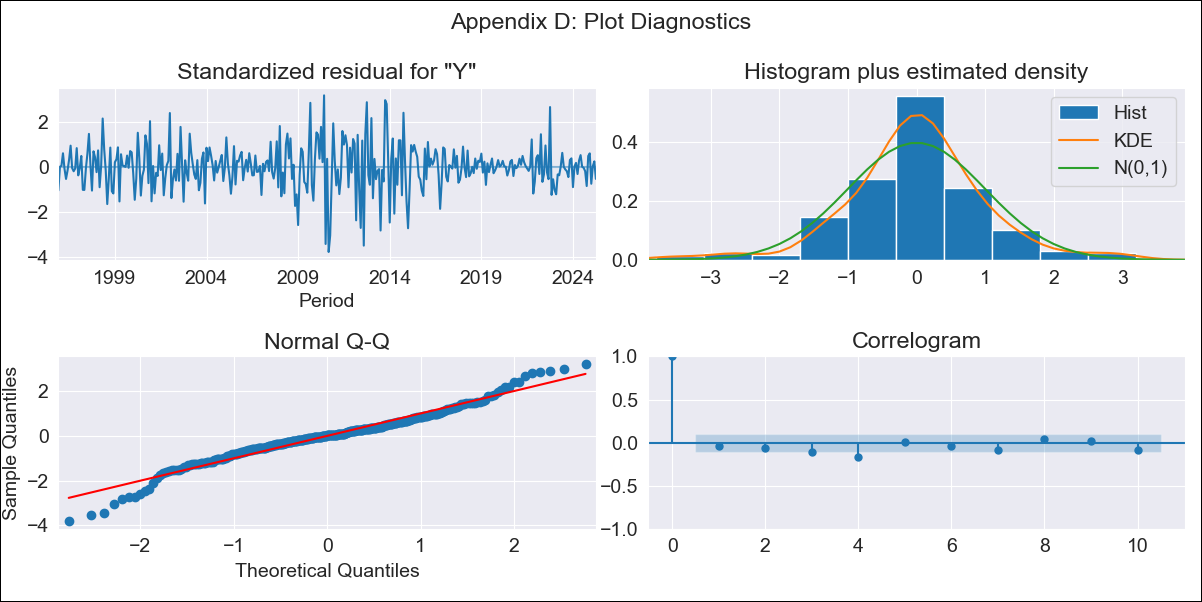 Appendix D: Plot Diagnostics
Standardized residual for "Y"
2
0
−2
−4
1999 2004 2009 2014 2019 2024
Period
Histogram plus estimated density
Hist
KDE
N(0,1)
0.4
0.2
0.0
−3 −2 −1 0 1 2 3
Normal Q-Q
Sample Quantiles
2
0
−2
−4
−2 −1 0 1 2
Theoretical Quantiles
Correlogram
1.0
0.5
0.0
−0.5
−1.0
0 2 4 6 8 10